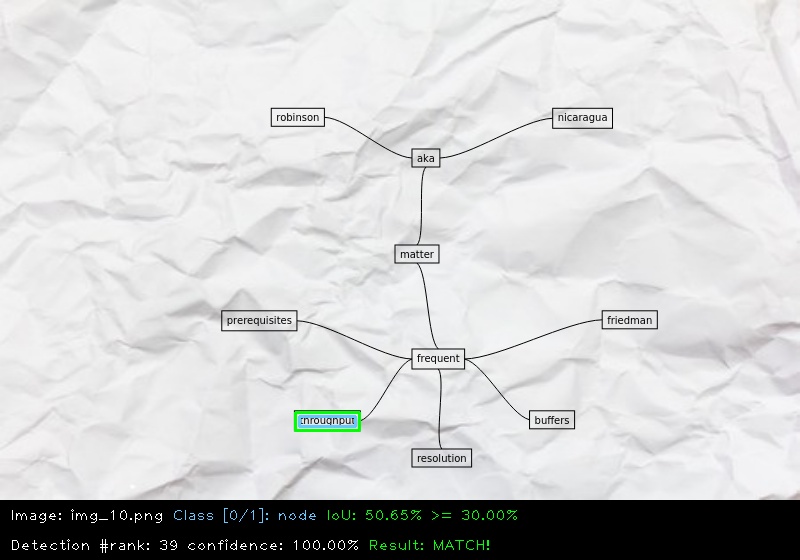 robinson
nicaragua
aka
matter
prerequisites
friedman
frequent
throughput
buffers
resolution
Image: img_10.png Class [0/1]: node IoU: 50.65% >= 30.00%
Detection #rank: 39 confidence: 100.00% Result: MATCH!